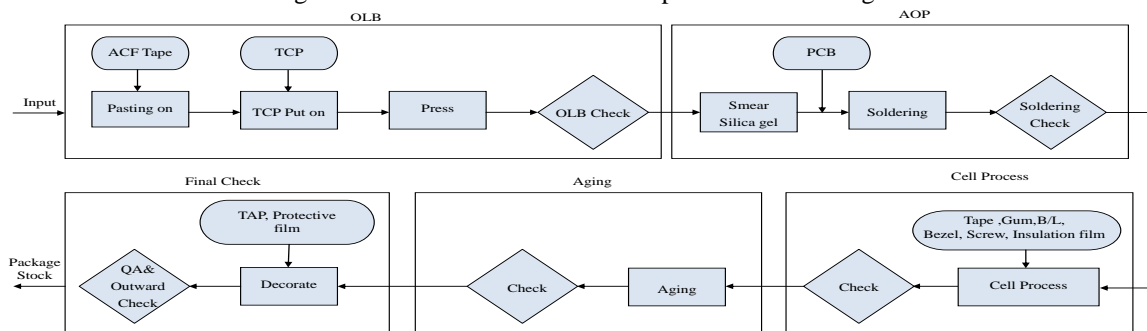 OLB
AOP
ACF Tape
TCP
PCB
Input
Pasting on
TCP Put on
Press
OLB Check
Smear
Silica gel
Soldering
Soldering
Check
Final Check
Aging
Cell Process
TAP, Protective
film
Tape ,Gum,B/L,
Bezel, Screw, Insulation film
Package
Stock
QA&
Outward
Check
Decorate
Check
Aging
Check
Cell Process